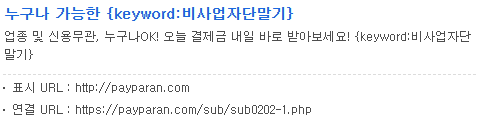 누구나 가능한 {keyword:비사업자단말기}
업종 및 신용무관, 누구나OK! 오늘 결제금 내일 바로 받아보세요! {keyword:비사업자단
말기}
· 표시 URL : http://payparan.com
· 연결 URL : https://payparan.com/sub/sub0202-1.php